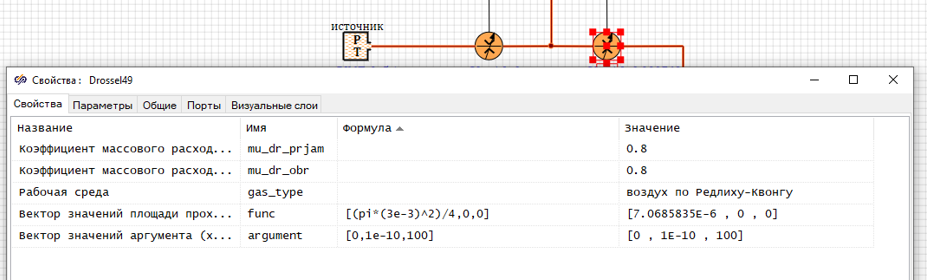 источник
P
T
Свойства: Drossel49
Свойства Параметры Общие Порты Визуальные слои
Название Имя Формула Значение
Коэффициент массового расход... mu_dr_prjam 0.8
Коэффициент массового расход... mu_dr_obr 0.8
Рабочая среда gas_type воздух по Редлиху-Квонгу
Вектор значений площади прох... func [(pi*(3e-3)^2)/4,0,0] [7.0685835E-6 , 0 , 0]
Вектор значений аргумента (x... argument [0,1e-10,100] [0 , 1E-10 , 100]